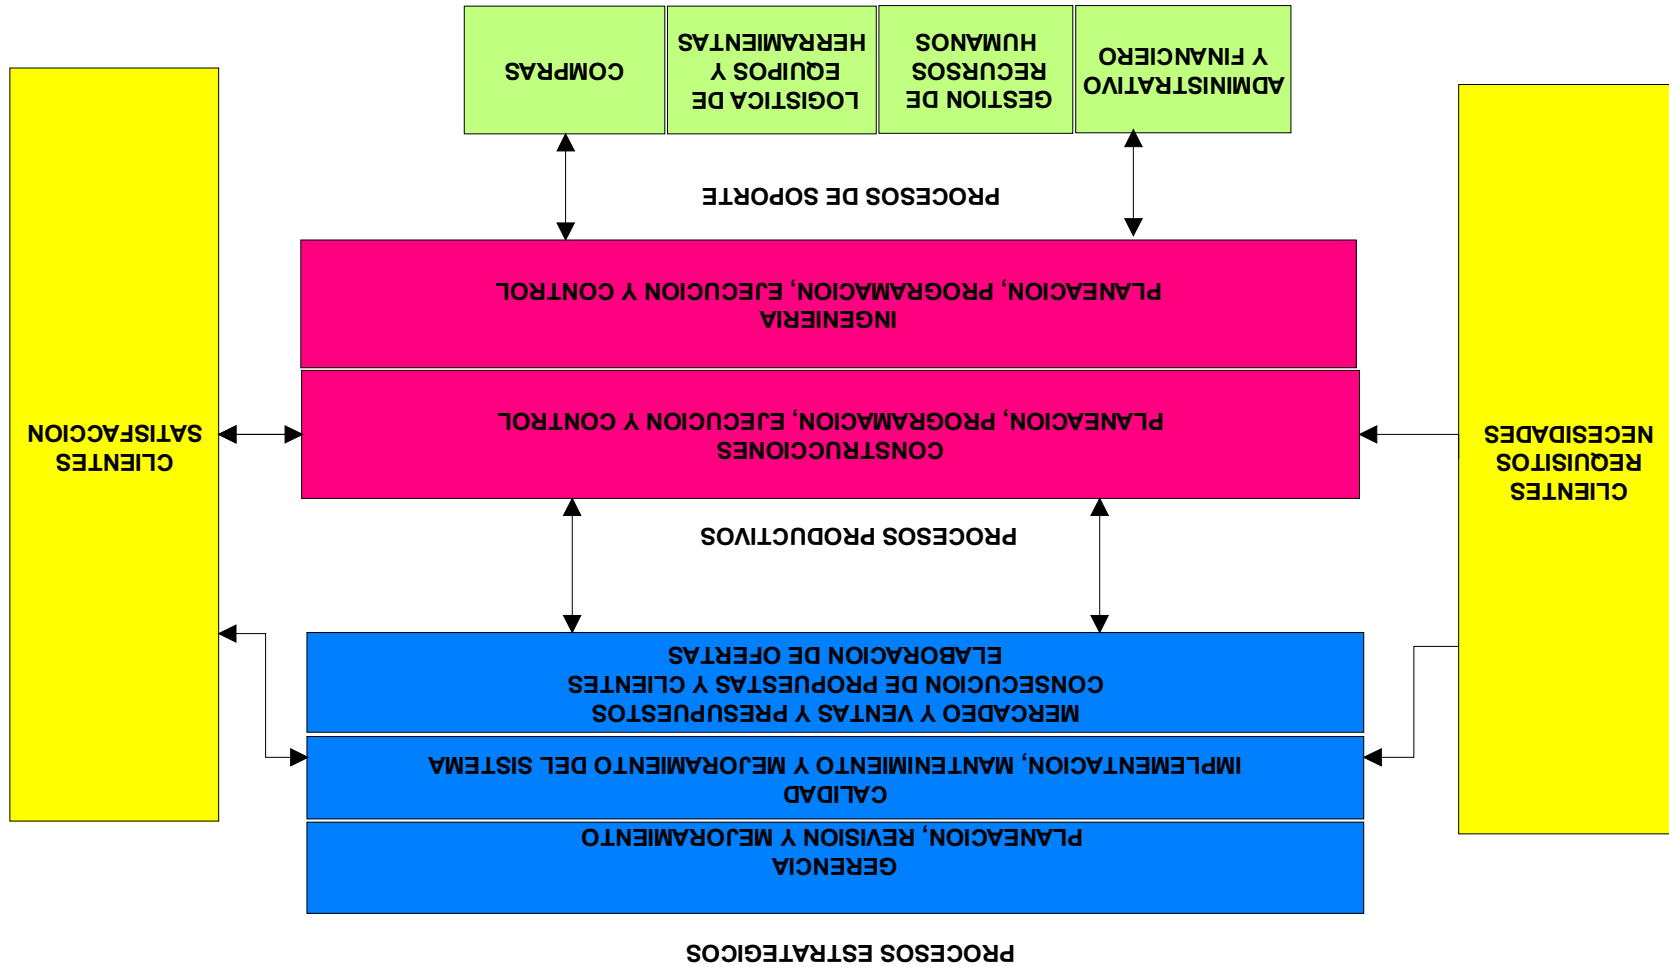 PROCESOS ESTRATEGICOS
GERENCIA
PLANEACION, REVISION Y MEJORAMIENTO
CALIDAD
IMPLEMENTACION, MANTENIMIENTO Y MEJORAMIENTO DEL SISTEMA
MERCADEO Y VENTAS Y PRESUPUESTOS
CONSECUCION DE PROPUESTAS Y CLIENTES
ELABORACION DE OFERTAS
CLIENTES
REQUISITOS
NECESIDADES
PROCESOS PRODUCTIVOS
CONSTRUCCIONES
PLANEACION, PROGRAMACION, EJECUCION Y CONTROL
INGENIERIA
PLANEACION, PROGRAMACION, EJECUCION Y CONTROL
CLIENTES
SATISFACCION
PROCESOS DE SOPORTE
ADMINISTRATIVO
Y FINANCIERO
GESTION DE
RECURSOS
HUMANOS
LOGISTICA DE
EQUIPOS Y
HERRAMIENTAS
COMPRAS